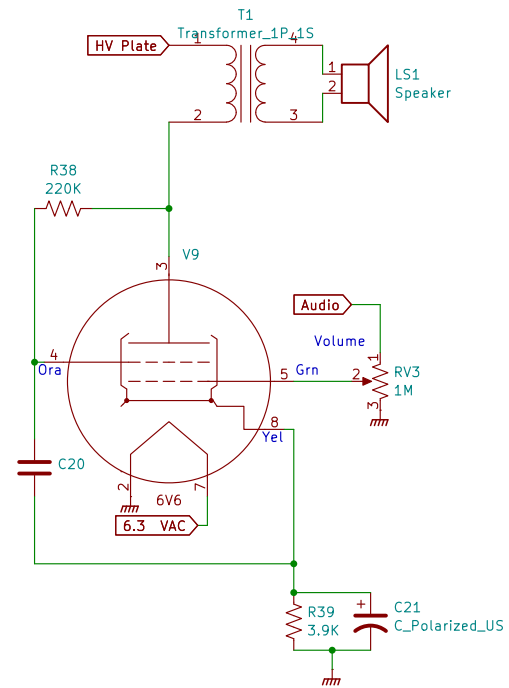 T1
Transformer_1P_1S
HV Plate
1
4
1
2
LS1
Speaker
2
3
R38
220K
V9
3
Audio
Volume
4
Ora
5
Grn
2
1
RV3
1M
3
8
Yel
C20
2
7
6V6
6.3 VAC
R39
3.9K
+
C21
C_Polarized_US